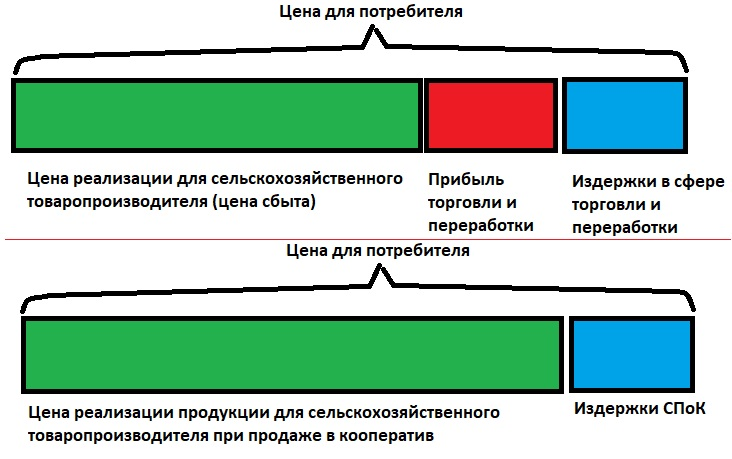 Цена для потребителя
Цена реализации для сельскохозяйственного
товаропроизводителя (цена сбыта)
Прибыль
торговли и
переработки
Издержки в сфере
торговли и
переработки
Цена для потребителя
Цена реализации продукции для сельскохозяйственного
товаропроизводителя при продаже в кооператив
Издержки СПоК